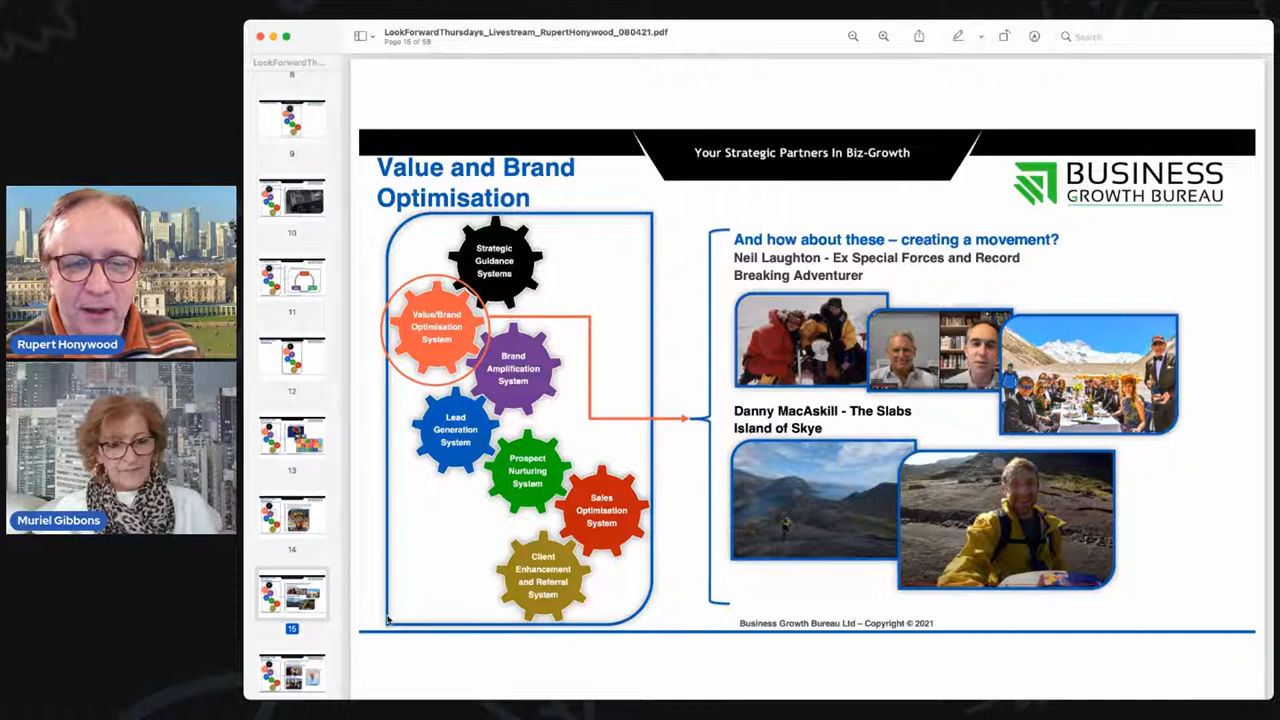 LookForwardThursdays_Livestream_RupertHonywood_080421.pdf
Page 15 of 58
Search
LookForwardTh...
8
9
10
11
12
13
14
15
Your Strategic Partners In Biz-Growth
Value and Brand
Optimisation
BUSINESS
GROWTH BUREAU
Strategic
Guidance
Systems
Value/Brand
Optimisation
System
Brand
Amplification
System
Lead
Generation
System
Prospect
Nurturing
System
Sales
Optimisation
System
Client
Enhancement
and Referral
System
And how about these – creating a movement?
Neil Laughton - Ex Special Forces and Record
Breaking Adventurer
Danny MacAskill - The Slabs
Island of Skye
Business Growth Bureau Ltd – Copyright © 2021
Rupert Honywood
Muriel Gibbons